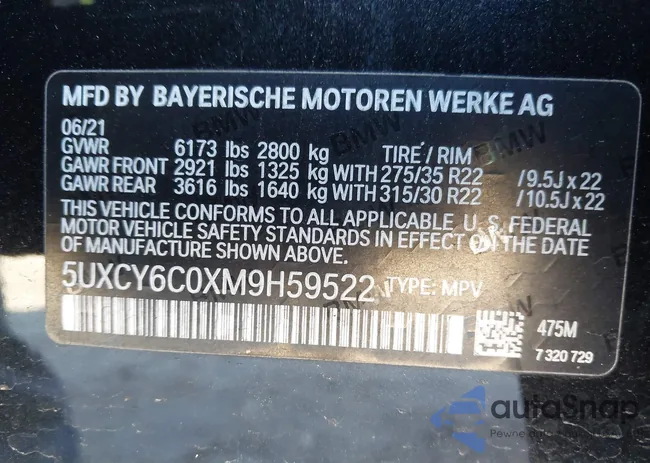 MFD BY BAYERISCHE MOTOREN WERKE AG
06/21
GVWR 6173 lbs 2800 kg TIRE / RIM
GAWR FRONT 2921 lbs 1325 kg WITH 275/35 R22 /9.5J x 22
GAWR REAR 3616 lbs 1640 kg WITH 315/30 R22 /10.5J x 22
THIS VEHICLE CONFORMS TO ALL APPLICABLE U.S. FEDERAL
MOTOR VEHICLE SAFETY STANDARDS IN EFFECT ON THE DATE
OF MANUFACTURE SHOWN ABOVE.
5UXCY6C0XM9H59522 TYPE: MPV
475M
7 320 729
autoSnap